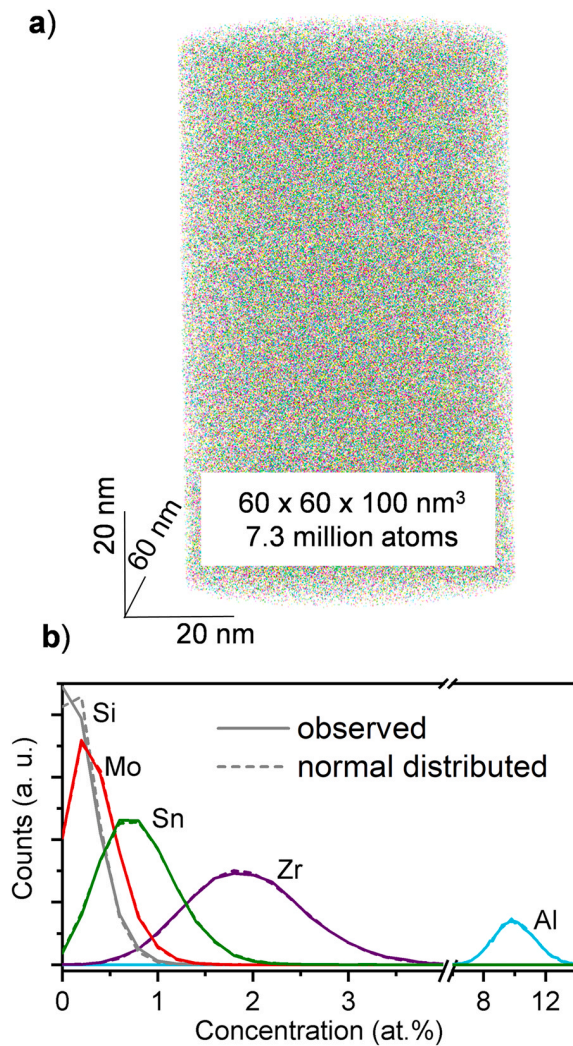 a)
60 x 60 x 100 nm³
7.3 million atoms
20 nm
60 nm
20 nm
b)
Si
Mo
Sn
Zr
Al
observed
normal distributed
Counts (a. u.)
0 1 2 3 8 12
Concentration (at.%)